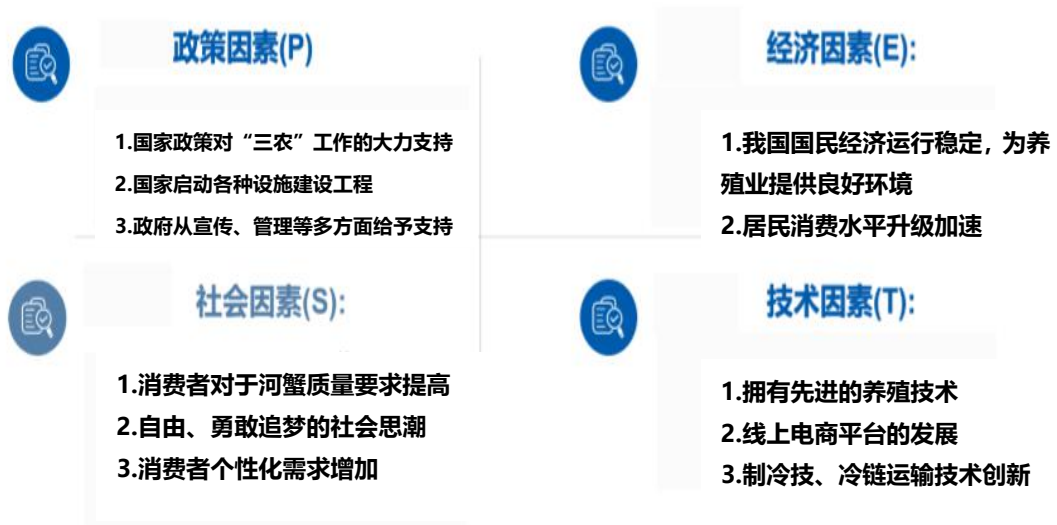 政策因素(P)
1.国家政策对“三农”工作的大力支持
2.国家启动各种设施建设工程
3.政府从宣传、管理等多方面给予支持
经济因素(E):
1.我国国民经济运行稳定，为养
殖业提供良好环境
2.居民消费水平升级加速
社会因素(S):
1.消费者对于河蟹质量要求提高
2.自由、勇敢追梦的社会思潮
3.消费者个性化需求增加
技术因素(T):
1.拥有先进的养殖技术
2.线上电商平台的发展
3.制冷技、冷链运输技术创新